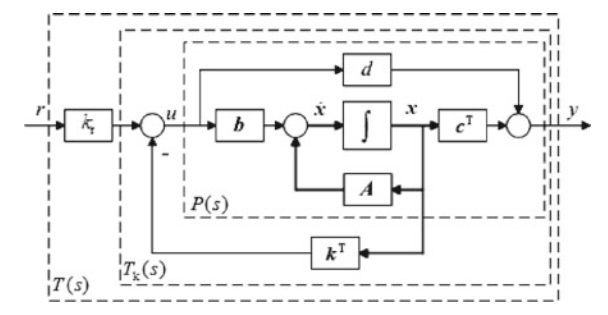 d
r k_r u b ẋ ∫ x c^T y
A
P(s)
k^T
T_k(s)
T(s)